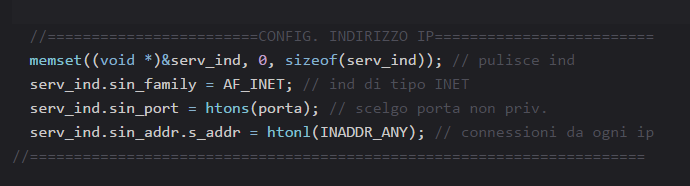 //========================CONFIG. INDIRIZZO IP=========================
memset((void *)&serv_ind, 0, sizeof(serv_ind)); // pulisce ind
serv_ind.sin_family = AF_INET; // ind di tipo INET
serv_ind.sin_port = htons(porta); // scelgo porta non priv.
serv_ind.sin_addr.s_addr = htonl(INADDR_ANY); // connessioni da ogni ip
//======================================================================